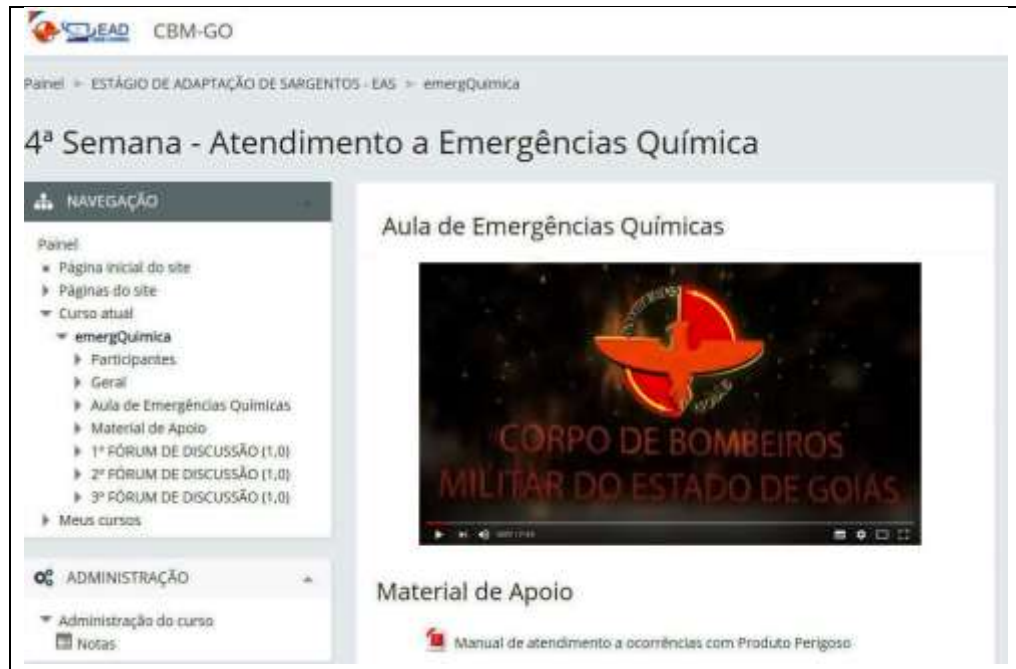 EAD CBM-GO
Painel ► ESTÁGIO DE ADAPTAÇÃO DE SARGENTOS - EAS ► emergQuimica
4ª Semana - Atendimento a Emergências Química
NAVEGAÇÃO
Painel
Página inicial do site
Páginas do site
Curso atual
emergQuimica
Participantes
Geral
Aula de Emergências Químicas
Material de Apoio
1º FÓRUM DE DISCUSSÃO (1,0)
2º FÓRUM DE DISCUSSÃO (1,0)
3º FÓRUM DE DISCUSSÃO (1,0)
Meus cursos
ADMINISTRAÇÃO
Administração do curso
Notas
Aula de Emergências Químicas
CORPO DE BOMBEIROS
MILITAR DO ESTADO DE GOIÁS
Material de Apoio
Manual de atendimento a ocorrências com Produto Perigoso